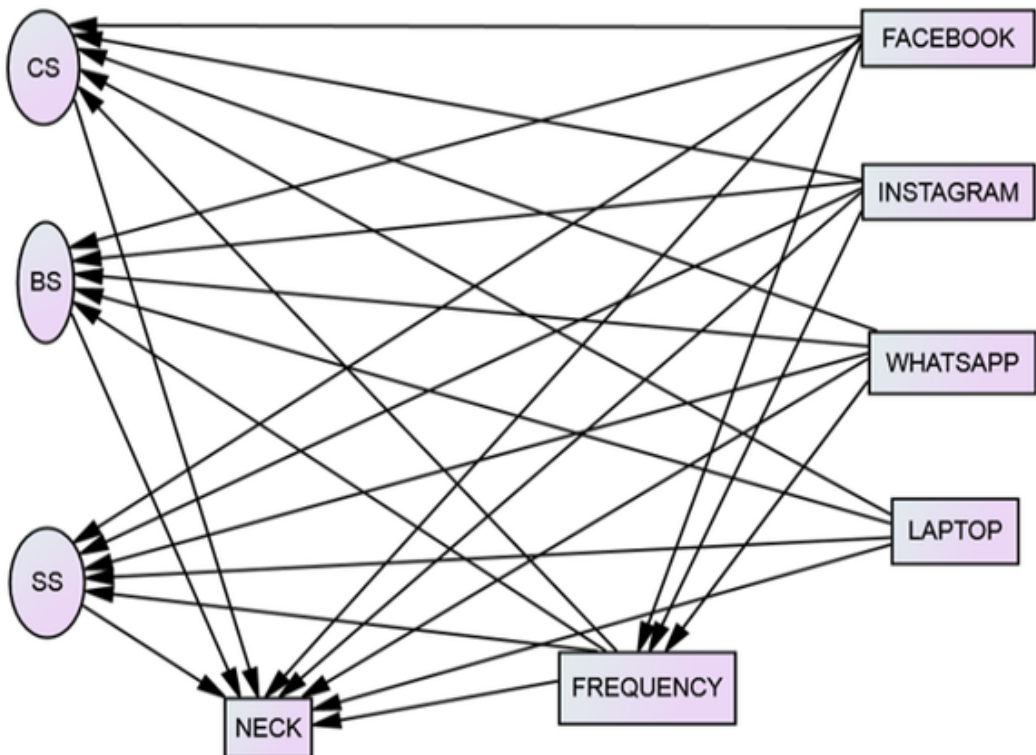 CS
FACEBOOK
INSTAGRAM
BS
WHATSAPP
LAPTOP
SS
FREQUENCY
NECK